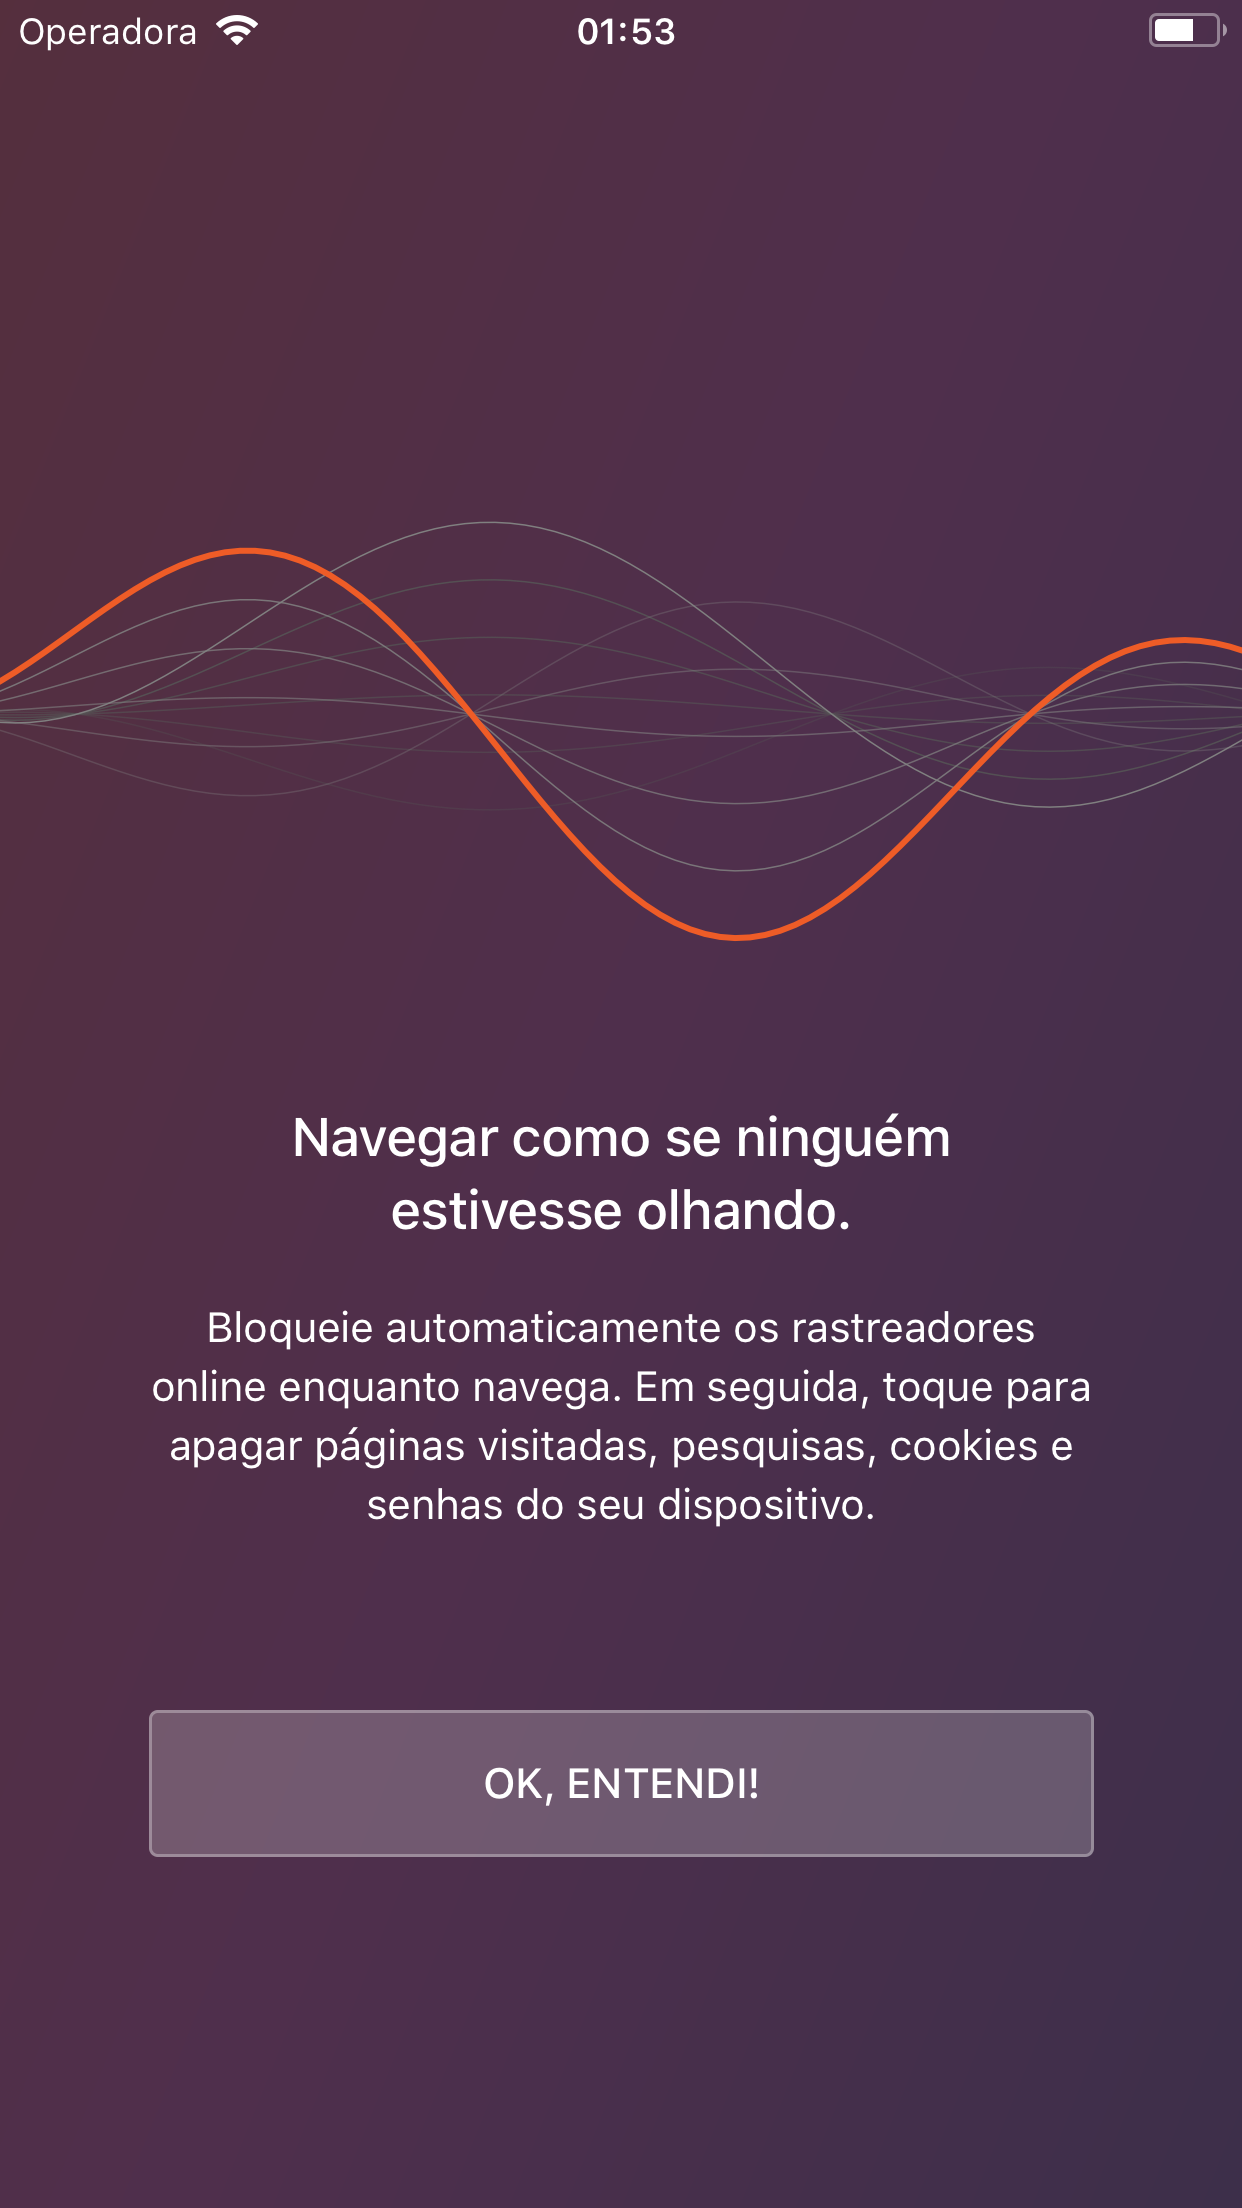 Operadora
01:53
Navegar como se ninguém
estivesse olhando.
Bloqueie automaticamente os rastreadores
online enquanto navega. Em seguida, toque para
apagar páginas visitadas, pesquisas, cookies e
senhas do seu dispositivo.
OK, ENTENDI!